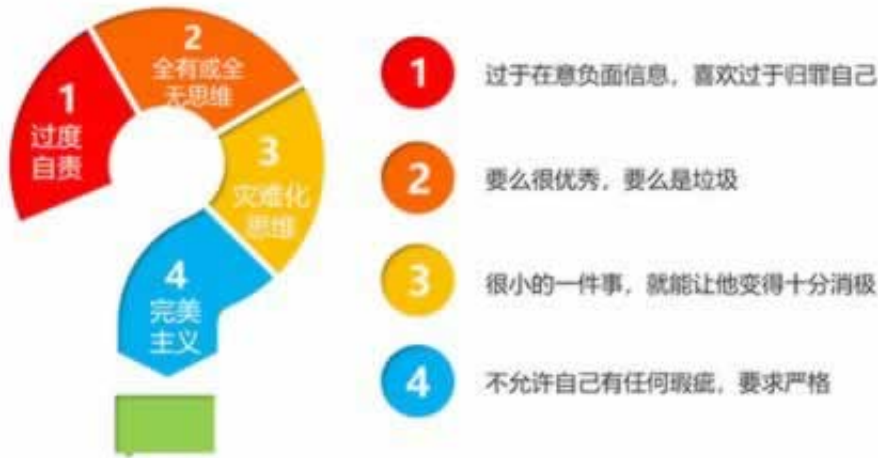 1
过度
自责
2
全有或全
无思维
3
灾难化
思维
4
完美
主义
1
过于在意负面信息，喜欢过于归罪自己
2
要么很优秀，要么是垃圾
3
很小的一件事，就能让他变得十分消极
4
不允许自己有任何瑕疵，要求严格